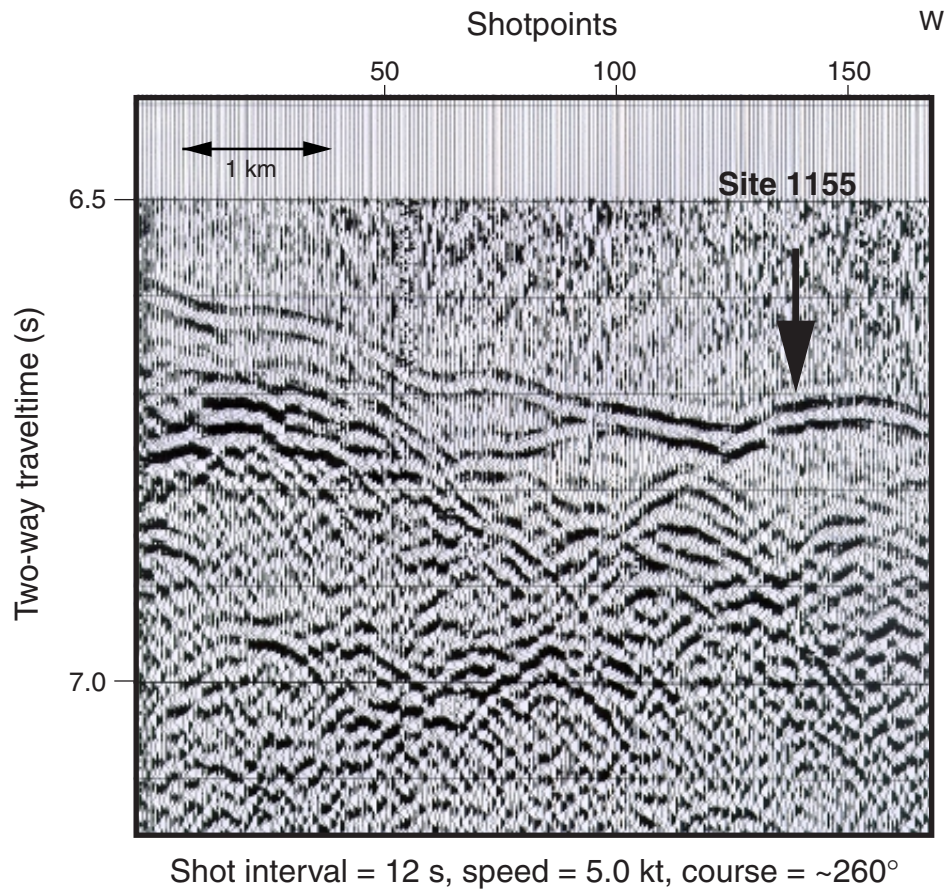 Shotpoints
W
50 100 150
1 km
6.5
Site 1155
Two-way traveltime (s)
7.0
Shot interval = 12 s, speed = 5.0 kt, course = ~260°